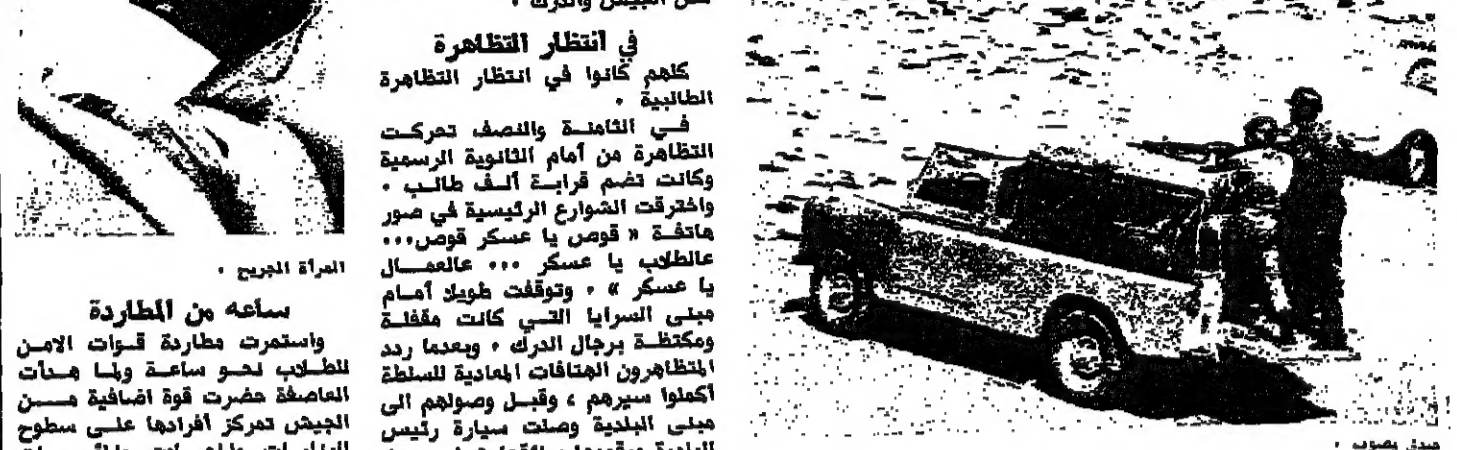 في انتظار التظاهرة
كلهم كانوا في انتظار التظاهرة
الطالبية .
في الثامنة والنصف تحركت
التظاهرة من أمام الثانوية الرسمية
وكانت تضم قرابة ألف طالب .
واخترقت الشوارع الرئيسية في صور
هاتفة « قوص يا عسكر قوص...
عالطلاب يا عسكر ... عالعمال
يا عسكر » . وتوقفت طويلا أمام
مبنى السرايا التي كانت مقفلة
ومكتظة برجال الدرك . وبعدما ردد
المتظاهرون الهتافات المعادية للسلطة
أكملوا سيرهم ، وقبل وصولهم الى
مبنى البلدية وصلت سيارة رئيس
المرأة الجريح .
ساعه من المطاردة
واستمرت مطاردة قوات الامن
للطلاب نحو ساعة ولما هدأت
العاصفة حضرت قوة اضافية من
الجيش تمركز أفرادها على سطوح
يصوب .